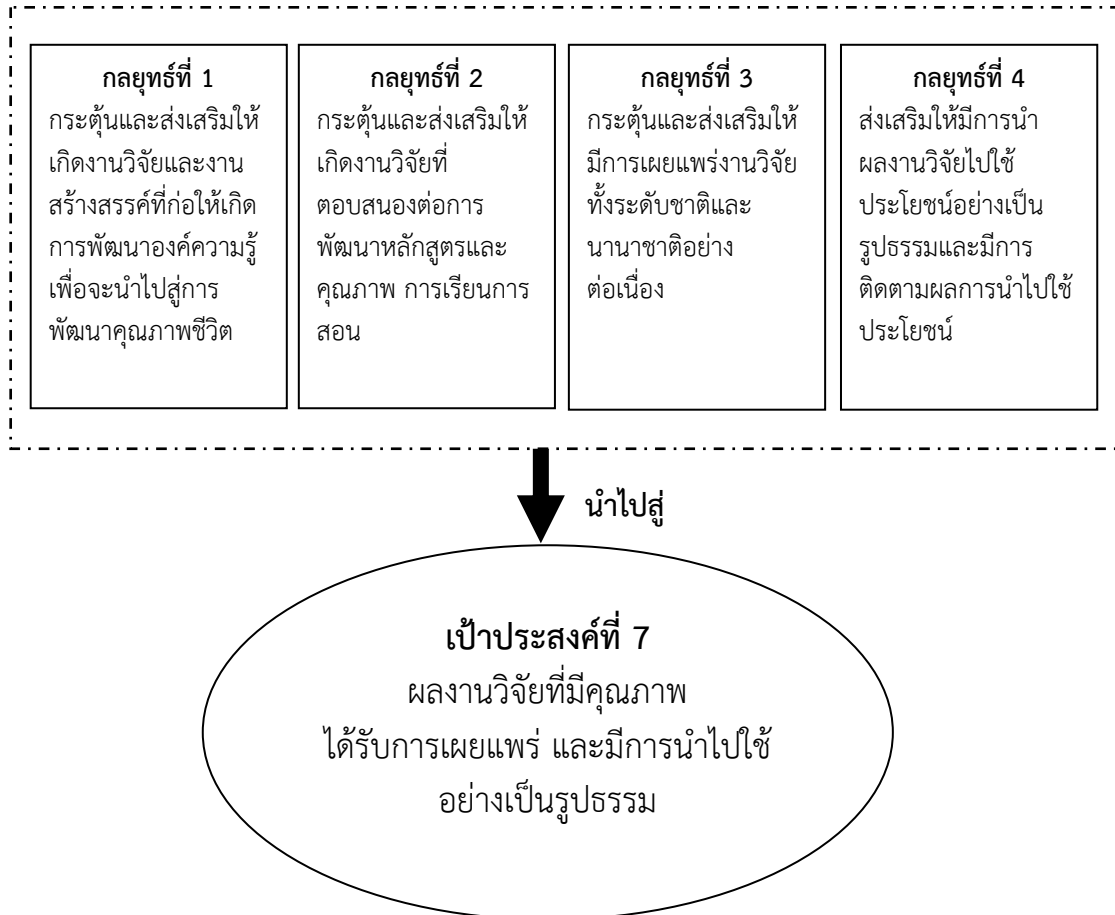 กลยุทธ์ที่ 1
กระตุ้นและส่งเสริมให้
เกิดงานวิจัยและงาน
สร้างสรรค์ที่ก่อให้เกิด
การพัฒนาองค์ความรู้
เพื่อจะนำไปสู่การ
พัฒนาคุณภาพชีวิต
กลยุทธ์ที่ 2
กระตุ้นและส่งเสริมให้
เกิดงานวิจัยที่
ตอบสนองต่อการ
พัฒนาหลักสูตรและ
คุณภาพ การเรียนการ
สอน
กลยุทธ์ที่ 3
กระตุ้นและส่งเสริมให้
มีการเผยแพร่งานวิจัย
ทั้งระดับชาติและ
นานาชาติอย่าง
ต่อเนื่อง
กลยุทธ์ที่ 4
ส่งเสริมให้มีการนำ
ผลงานวิจัยไปใช้
ประโยชน์อย่างเป็น
รูปธรรมและมีการ
ติดตามผลการนำไปใช้
ประโยชน์
นำไปสู่
เป้าประสงค์ที่ 7
ผลงานวิจัยที่มีคุณภาพ
ได้รับการเผยแพร่ และมีการนำไปใช้
อย่างเป็นรูปธรรม